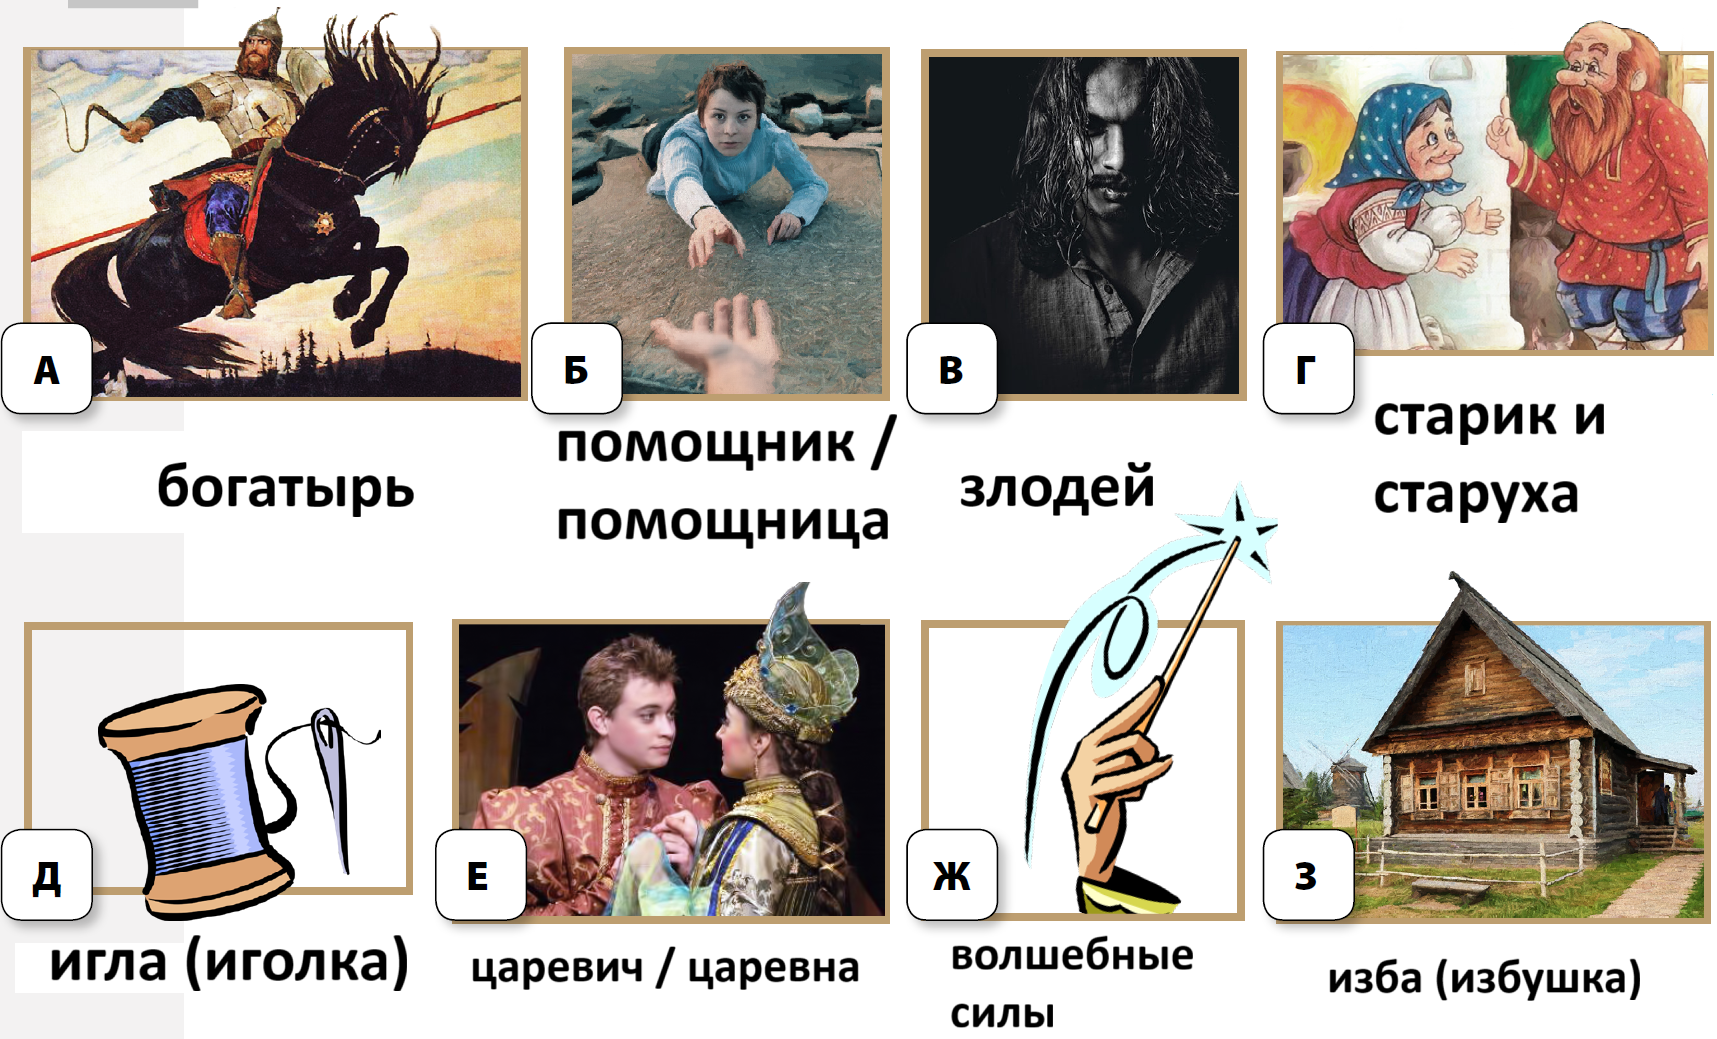 А
Б
В
Г
богатырь
помощник /
помощница
злодей
старик и
старуха
Д
Е
Ж
З
игла (иголка)
царевич / царевна
волшебные
силы
изба (избушка)